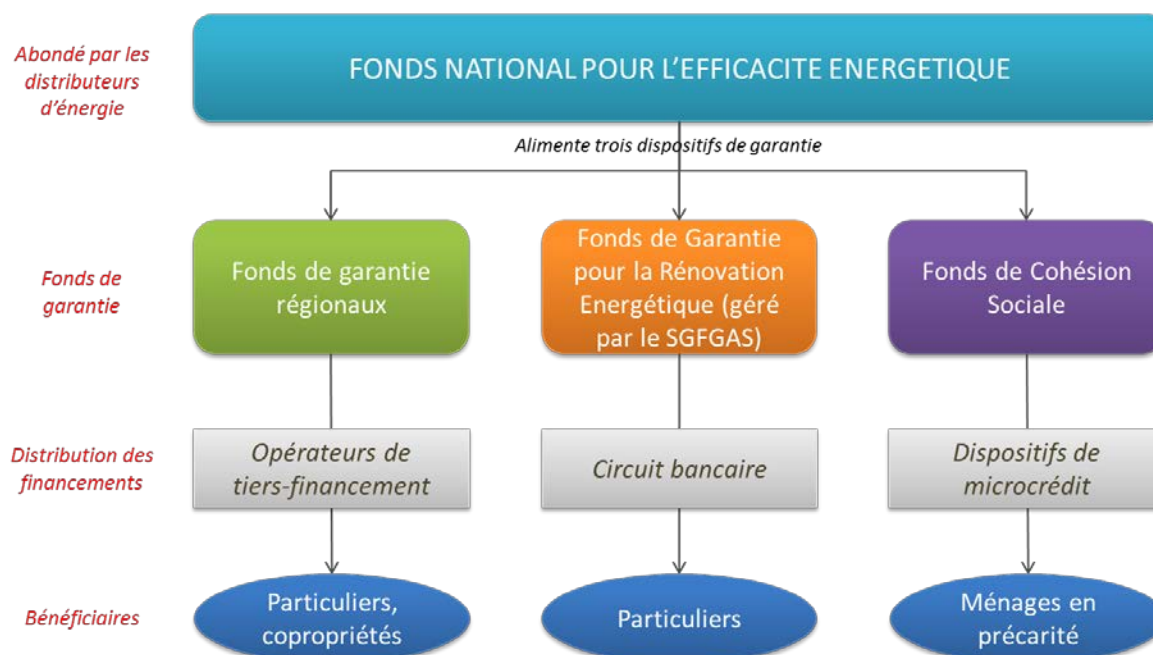 Abondé par les
distributeurs
d'énergie
FONDS NATIONAL POUR L'EFFICACITE ENERGETIQUE
Alimente trois dispositifs de garantie
Fonds de
garantie
Fonds de garantie
régionaux
Fonds de Garantie
pour la Rénovation
Energétique (géré
par le SGFGAS)
Fonds de Cohésion
Sociale
Distribution des
financements
Opérateurs de
tiers-financement
Circuit bancaire
Dispositifs de
microcrédit
Bénéficiaires
Particuliers,
copropriétés
Particuliers
Ménages en
précarité